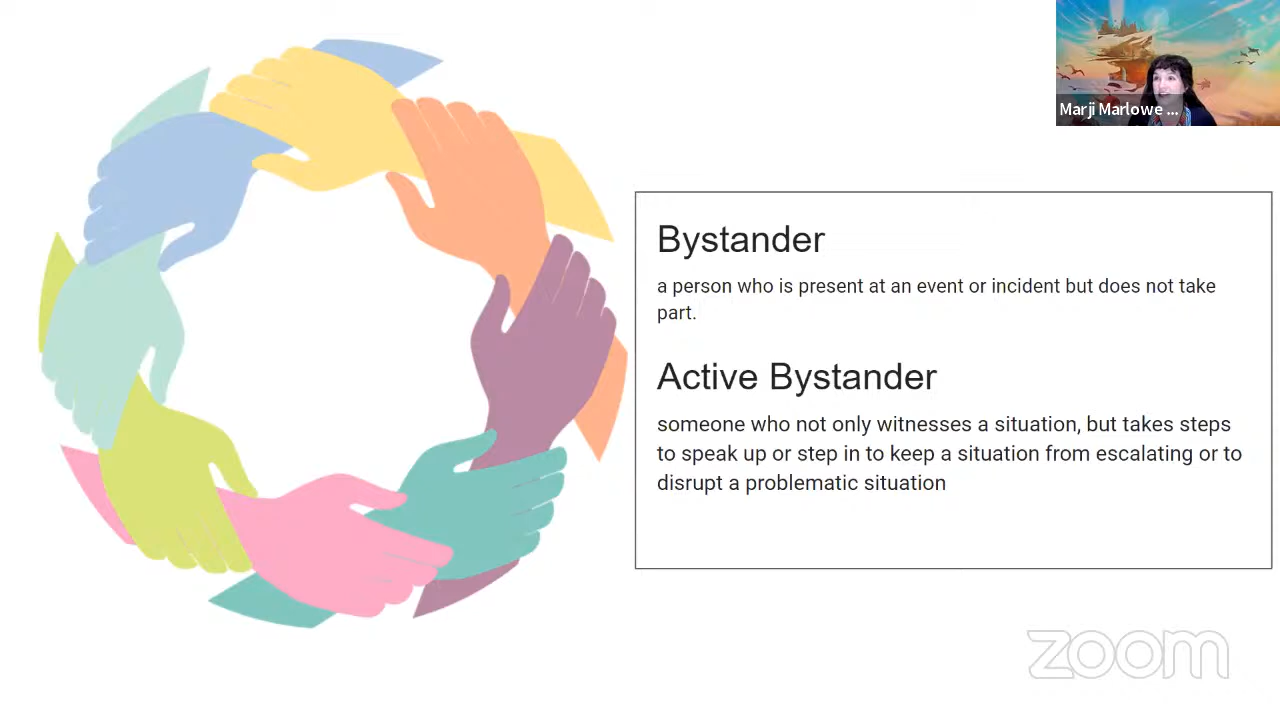 Marji Marlowe ...
Bystander
a person who is present at an event or incident but does not take
part.
Active Bystander
someone who not only witnesses a situation, but takes steps
to speak up or step in to keep a situation from escalating or to
disrupt a problematic situation
zoom